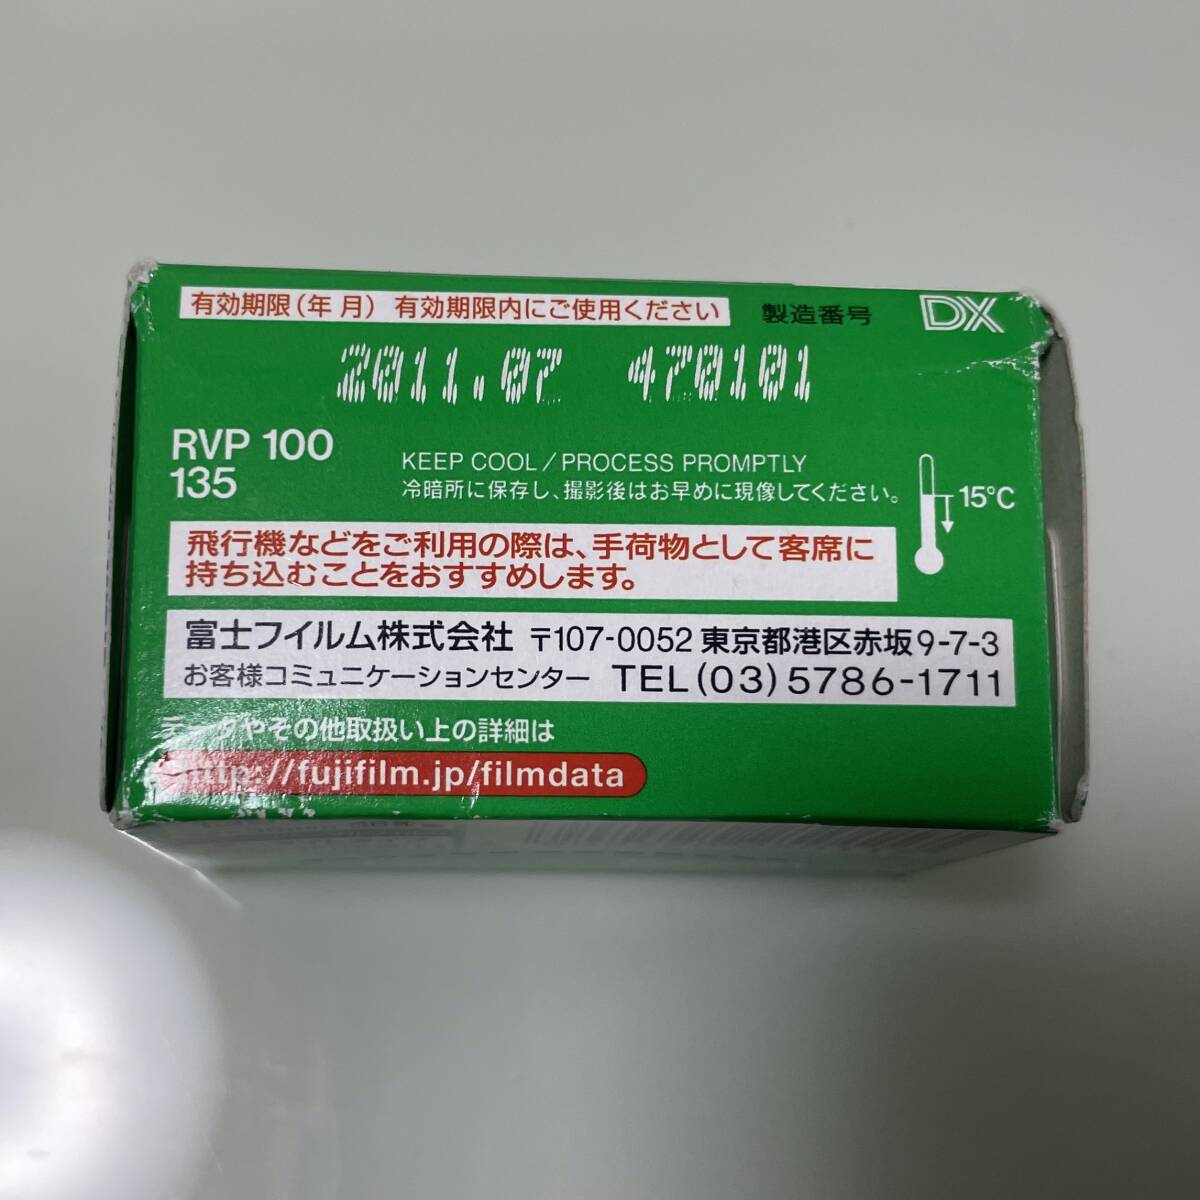 有効期限（年 月） 有効期限内にご使用ください 製造番号 DX
2011.07 470101
RVP 100
135
KEEP COOL / PROCESS PROMPTLY
冷暗所に保存し、撮影後はお早めに現像してください。
15°C
飛行機などをご利用の際は、手荷物として客席に
持ち込むことをおすすめします。
富士フイルム株式会社 〒107-0052 東京都港区赤坂9-7-3
お客様コミュニケーションセンター TEL (03) 5786-1711
データやその他取扱い上の詳細は
http://fujifilm.jp/filmdata